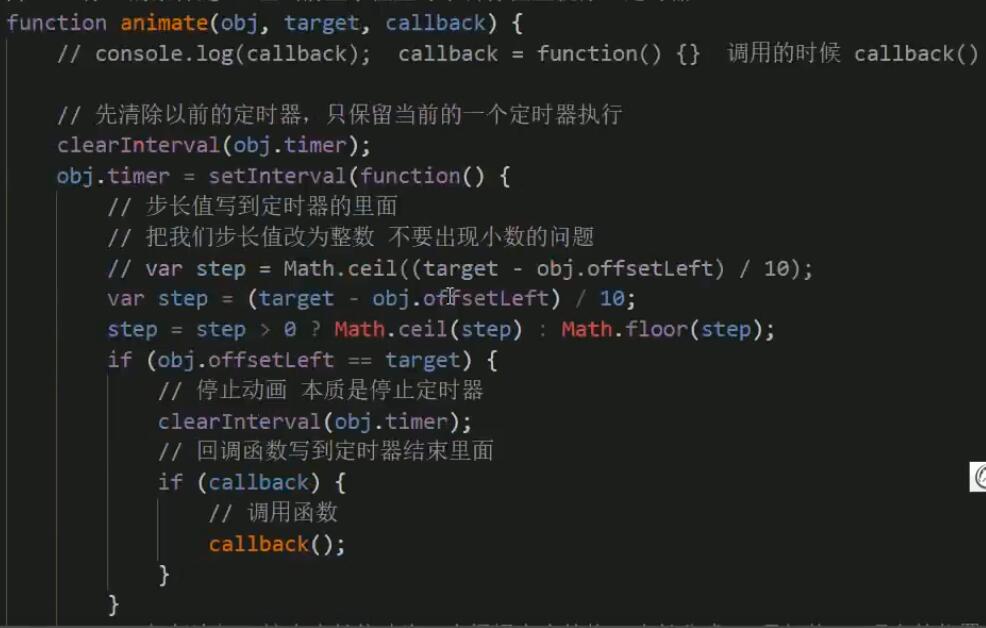 function animate(obj, target, callback) {
// console.log(callback);  callback = function() {}  调用的时候 callback()
// 先清除以前的定时器，只保留当前的一个定时器执行
clearInterval(obj.timer);
obj.timer = setInterval(function() {
// 步长值写到定时器的里面
// 把我们步长值改为整数 不要出现小数的问题
// var step = Math.ceil((target - obj.offsetLeft) / 10);
var step = (target - obj.offsetLeft) / 10;
step = step > 0 ? Math.ceil(step) : Math.floor(step);
if (obj.offsetLeft == target) {
// 停止动画 本质是停止定时器
clearInterval(obj.timer);
// 回调函数写到定时器结束里面
if (callback) {
// 调用函数
callback();
}
}